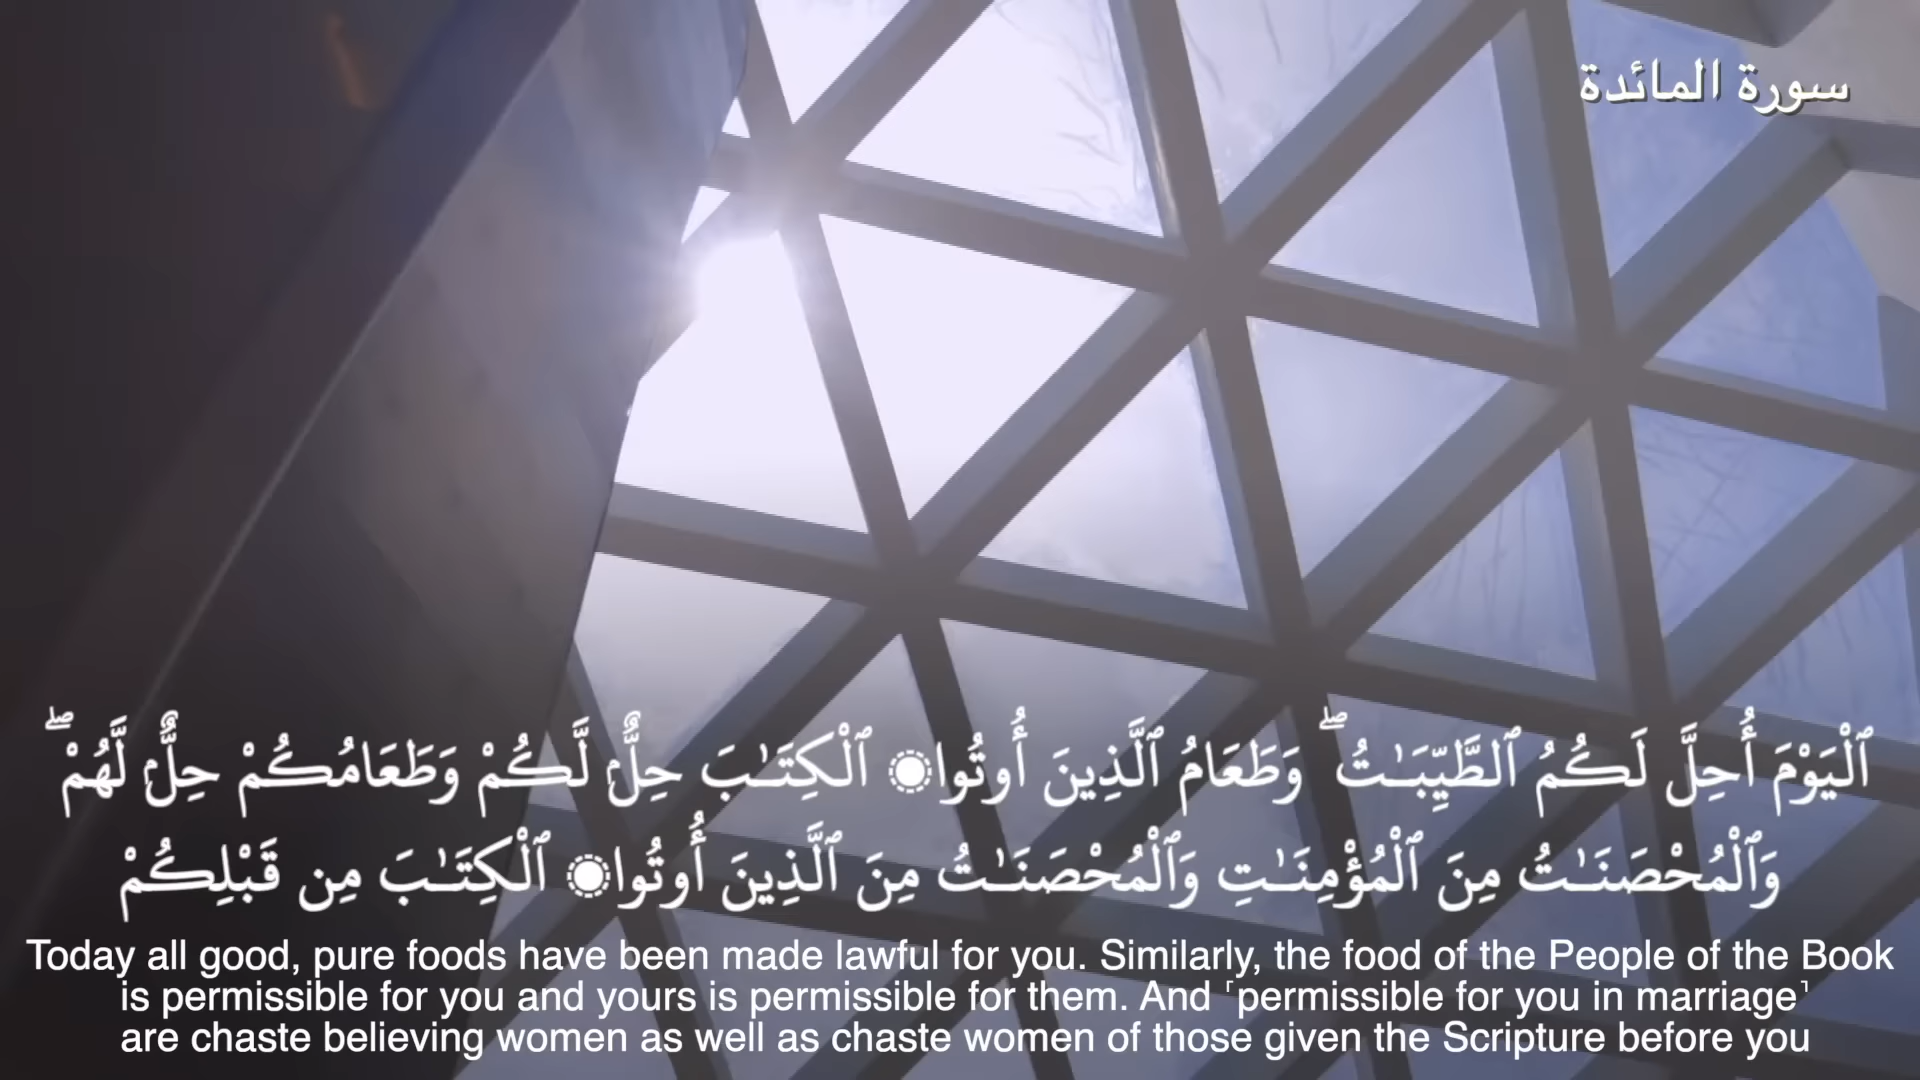 سورة المائدة
ٱلْيَوْمَ أُحِلَّ لَكُمُ ٱلطَّيِّبَـٰتُ ۖ وَطَعَامُ ٱلَّذِينَ أُوتُوا۟ ٱلْكِتَـٰبَ حِلٌّۭ لَّكُمْ وَطَعَامُكُمْ حِلٌّۭ لَّهُمْ ۖ
وَٱلْمُحْصَنَـٰتُ مِنَ ٱلْمُؤْمِنَـٰتِ وَٱلْمُحْصَنَـٰتُ مِنَ ٱلَّذِينَ أُوتُوا۟ ٱلْكِتَـٰبَ مِن قَبْلِكُمْ
Today all good, pure foods have been made lawful for you. Similarly, the food of the People of the Book
is permissible for you and yours is permissible for them. And ˹permissible for you in marriage˺
are chaste believing women as well as chaste women of those given the Scripture before you